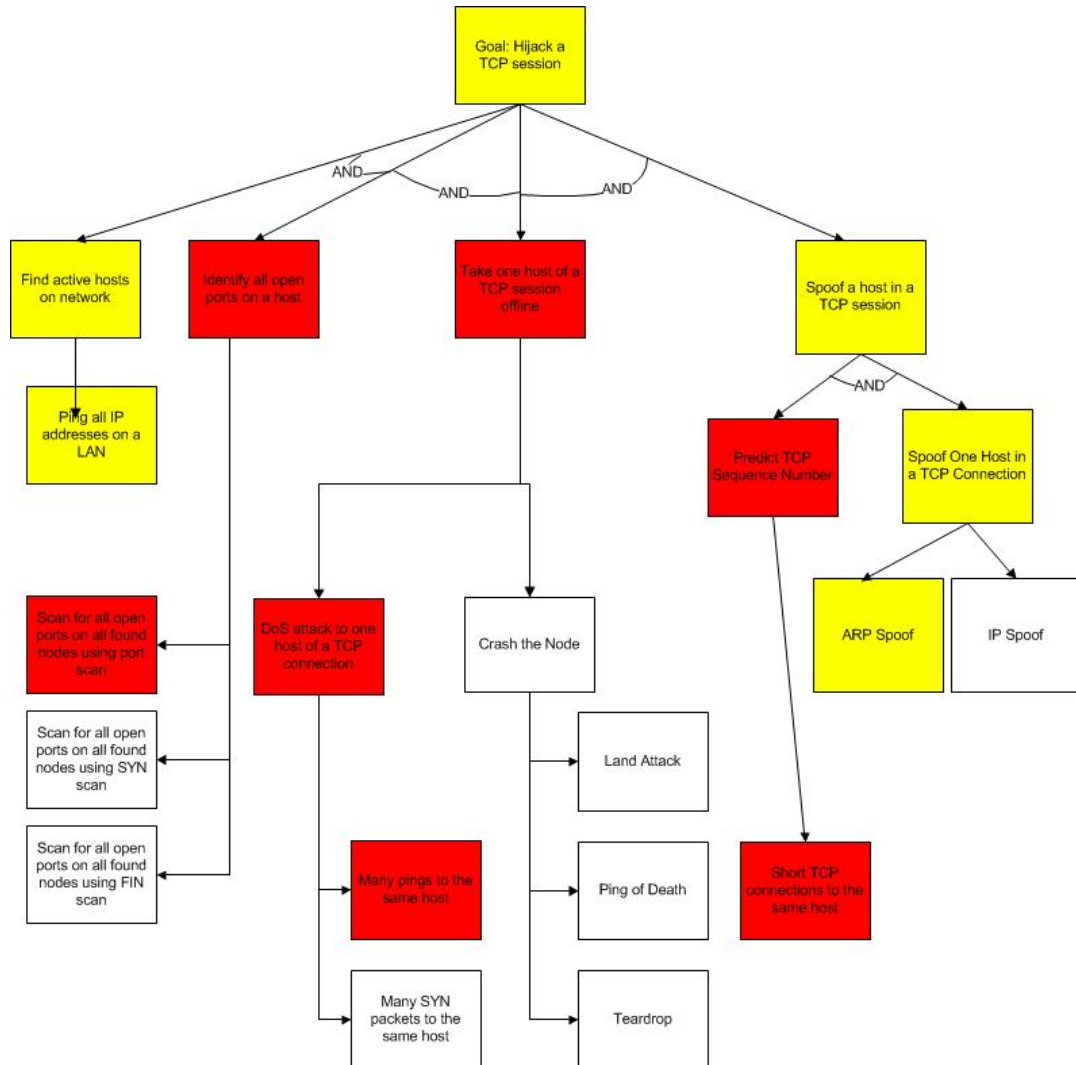 Goal: Hijack a
TCP session
AND
AND
AND
Find active hosts
on network
Identify all open
ports on a host
Take one host of a
TCP session
offline
Spoof a host in a
TCP session
AND
Ping all IP
addresses on a
LAN
Predict TCP
Sequence Number
Spoof One Host in
a TCP Connection
Scan for all open
ports on all found
nodes using port
scan
DoS attack to one
host of a TCP
connection
Crash the Node
ARP Spoof
IP Spoof
Scan for all open
ports on all found
nodes using SYN
scan
Land Attack
Scan for all open
ports on all found
nodes using FIN
scan
Many pings to the
same host
Ping of Death
Short TCP
connections to the
same host
Many SYN
packets to the
same host
Teardrop